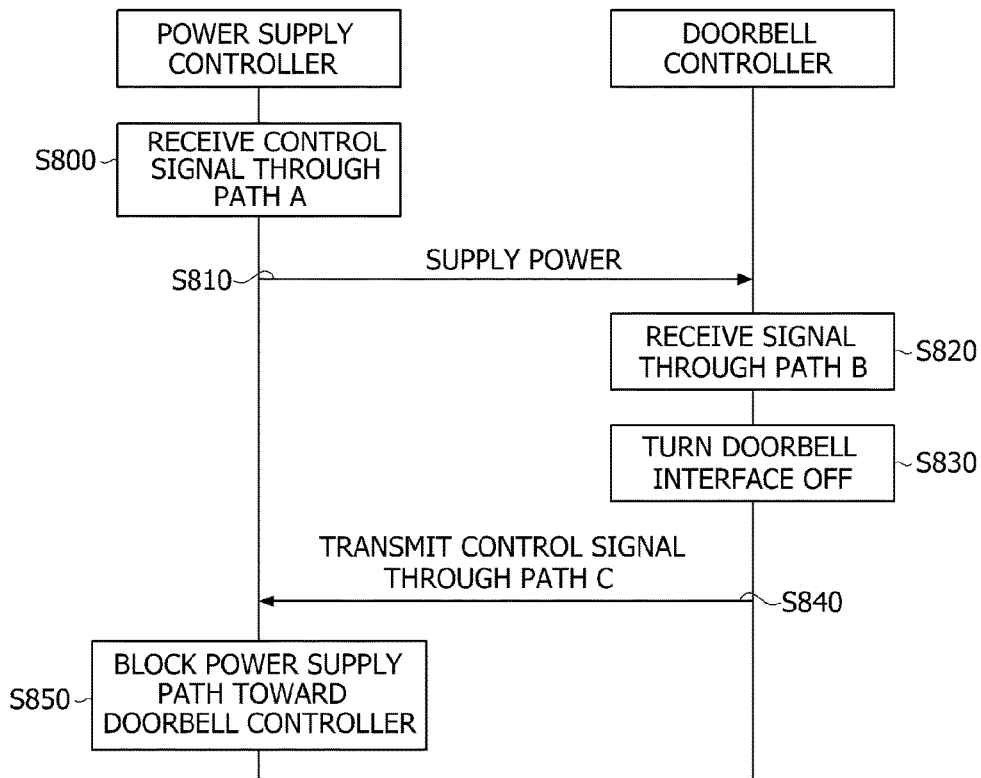 POWER SUPPLY
CONTROLLER
DOORBELL
CONTROLLER
S800
RECEIVE CONTROL
SIGNAL THROUGH
PATH A
S810
SUPPLY POWER
RECEIVE SIGNAL
THROUGH PATH B
S820
TURN DOORBELL
INTERFACE OFF
S830
TRANSMIT CONTROL SIGNAL
THROUGH PATH C
S840
S850
BLOCK POWER SUPPLY
PATH TOWARD
DOORBELL CONTROLLER